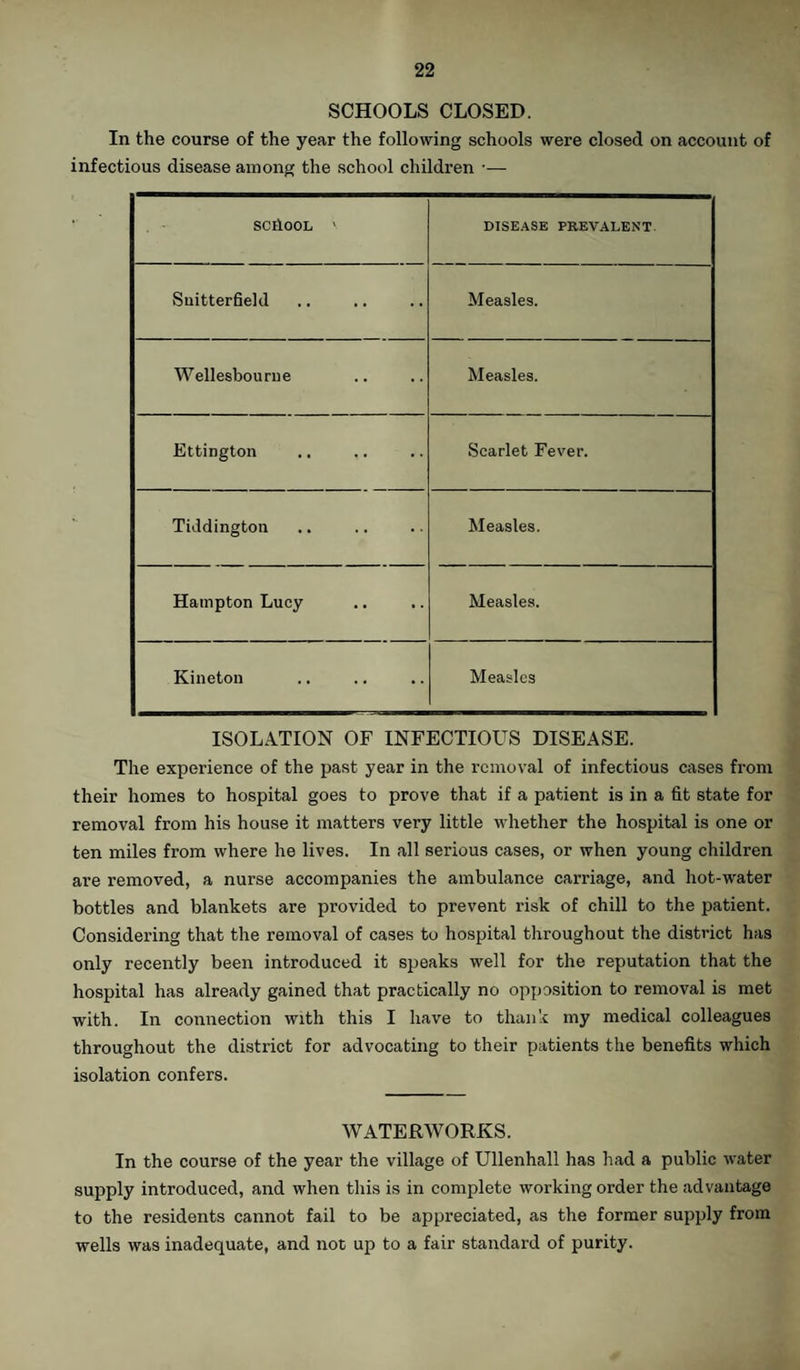 22
SCHOOLS CLOSED.
In the course of the year the following schools were closed on account of
infectious disease among the school children :—
SCHOOL DISEASE PREVALENT.
Snitterfield .. .. .. Measles.
Wellesbourne .. .. Measles.
Ettington .. .. .. Scarlet Fever.
Tiddington .. .. .. Measles.
Hampton Lucy .. .. Measles.
Kineton .. .. .. Measles
ISOLATION OF INFECTIOUS DISEASE.
The experience of the past year in the removal of infectious cases from
their homes to hospital goes to prove that if a patient is in a fit state for
removal from his house it matters very little whether the hospital is one or
ten miles from where he lives. In all serious cases, or when young children
are removed, a nurse accompanies the ambulance carriage, and hot-water
bottles and blankets are provided to prevent risk of chill to the patient.
Considering that the removal of cases to hospital throughout the district has
only recently been introduced it speaks well for the reputation that the
hospital has already gained that practically no opposition to removal is met
with. In connection with this I have to thank my medical colleagues
throughout the district for advocating to their patients the benefits which
isolation confers.
WATERWORKS.
In the course of the year the village of Ullenhall has had a public water
supply introduced, and when this is in complete working order the advantage
to the residents cannot fail to be appreciated, as the former supply from
wells was inadequate, and not up to a fair standard of purity.